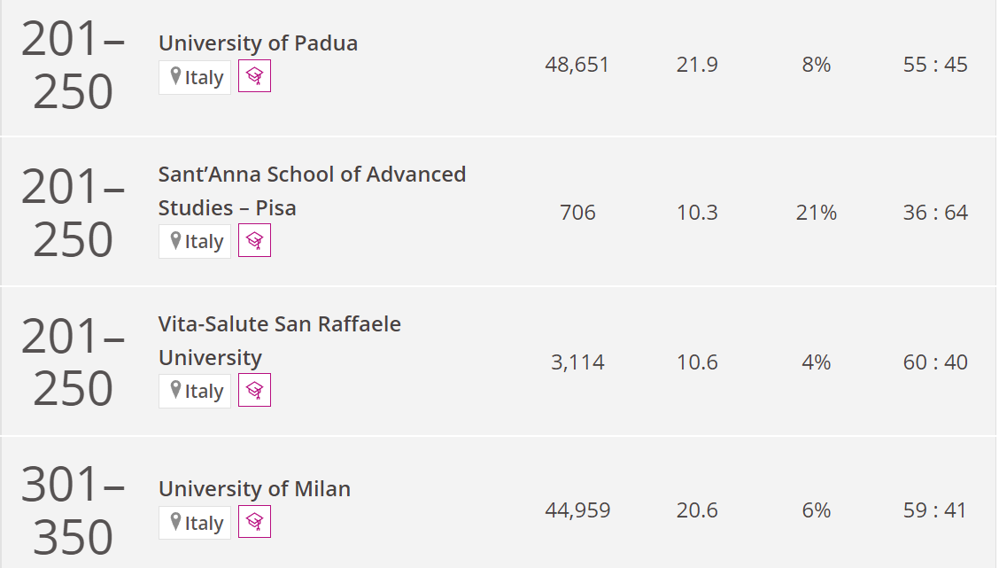 201–
250
University of Padua
Italy
48,651 21.9 8% 55 : 45
201–
250
Sant’Anna School of Advanced
Studies – Pisa
Italy
706 10.3 21% 36 : 64
201–
250
Vita-Salute San Raffaele
University
Italy
3,114 10.6 4% 60 : 40
301–
350
University of Milan
Italy
44,959 20.6 6% 59 : 41